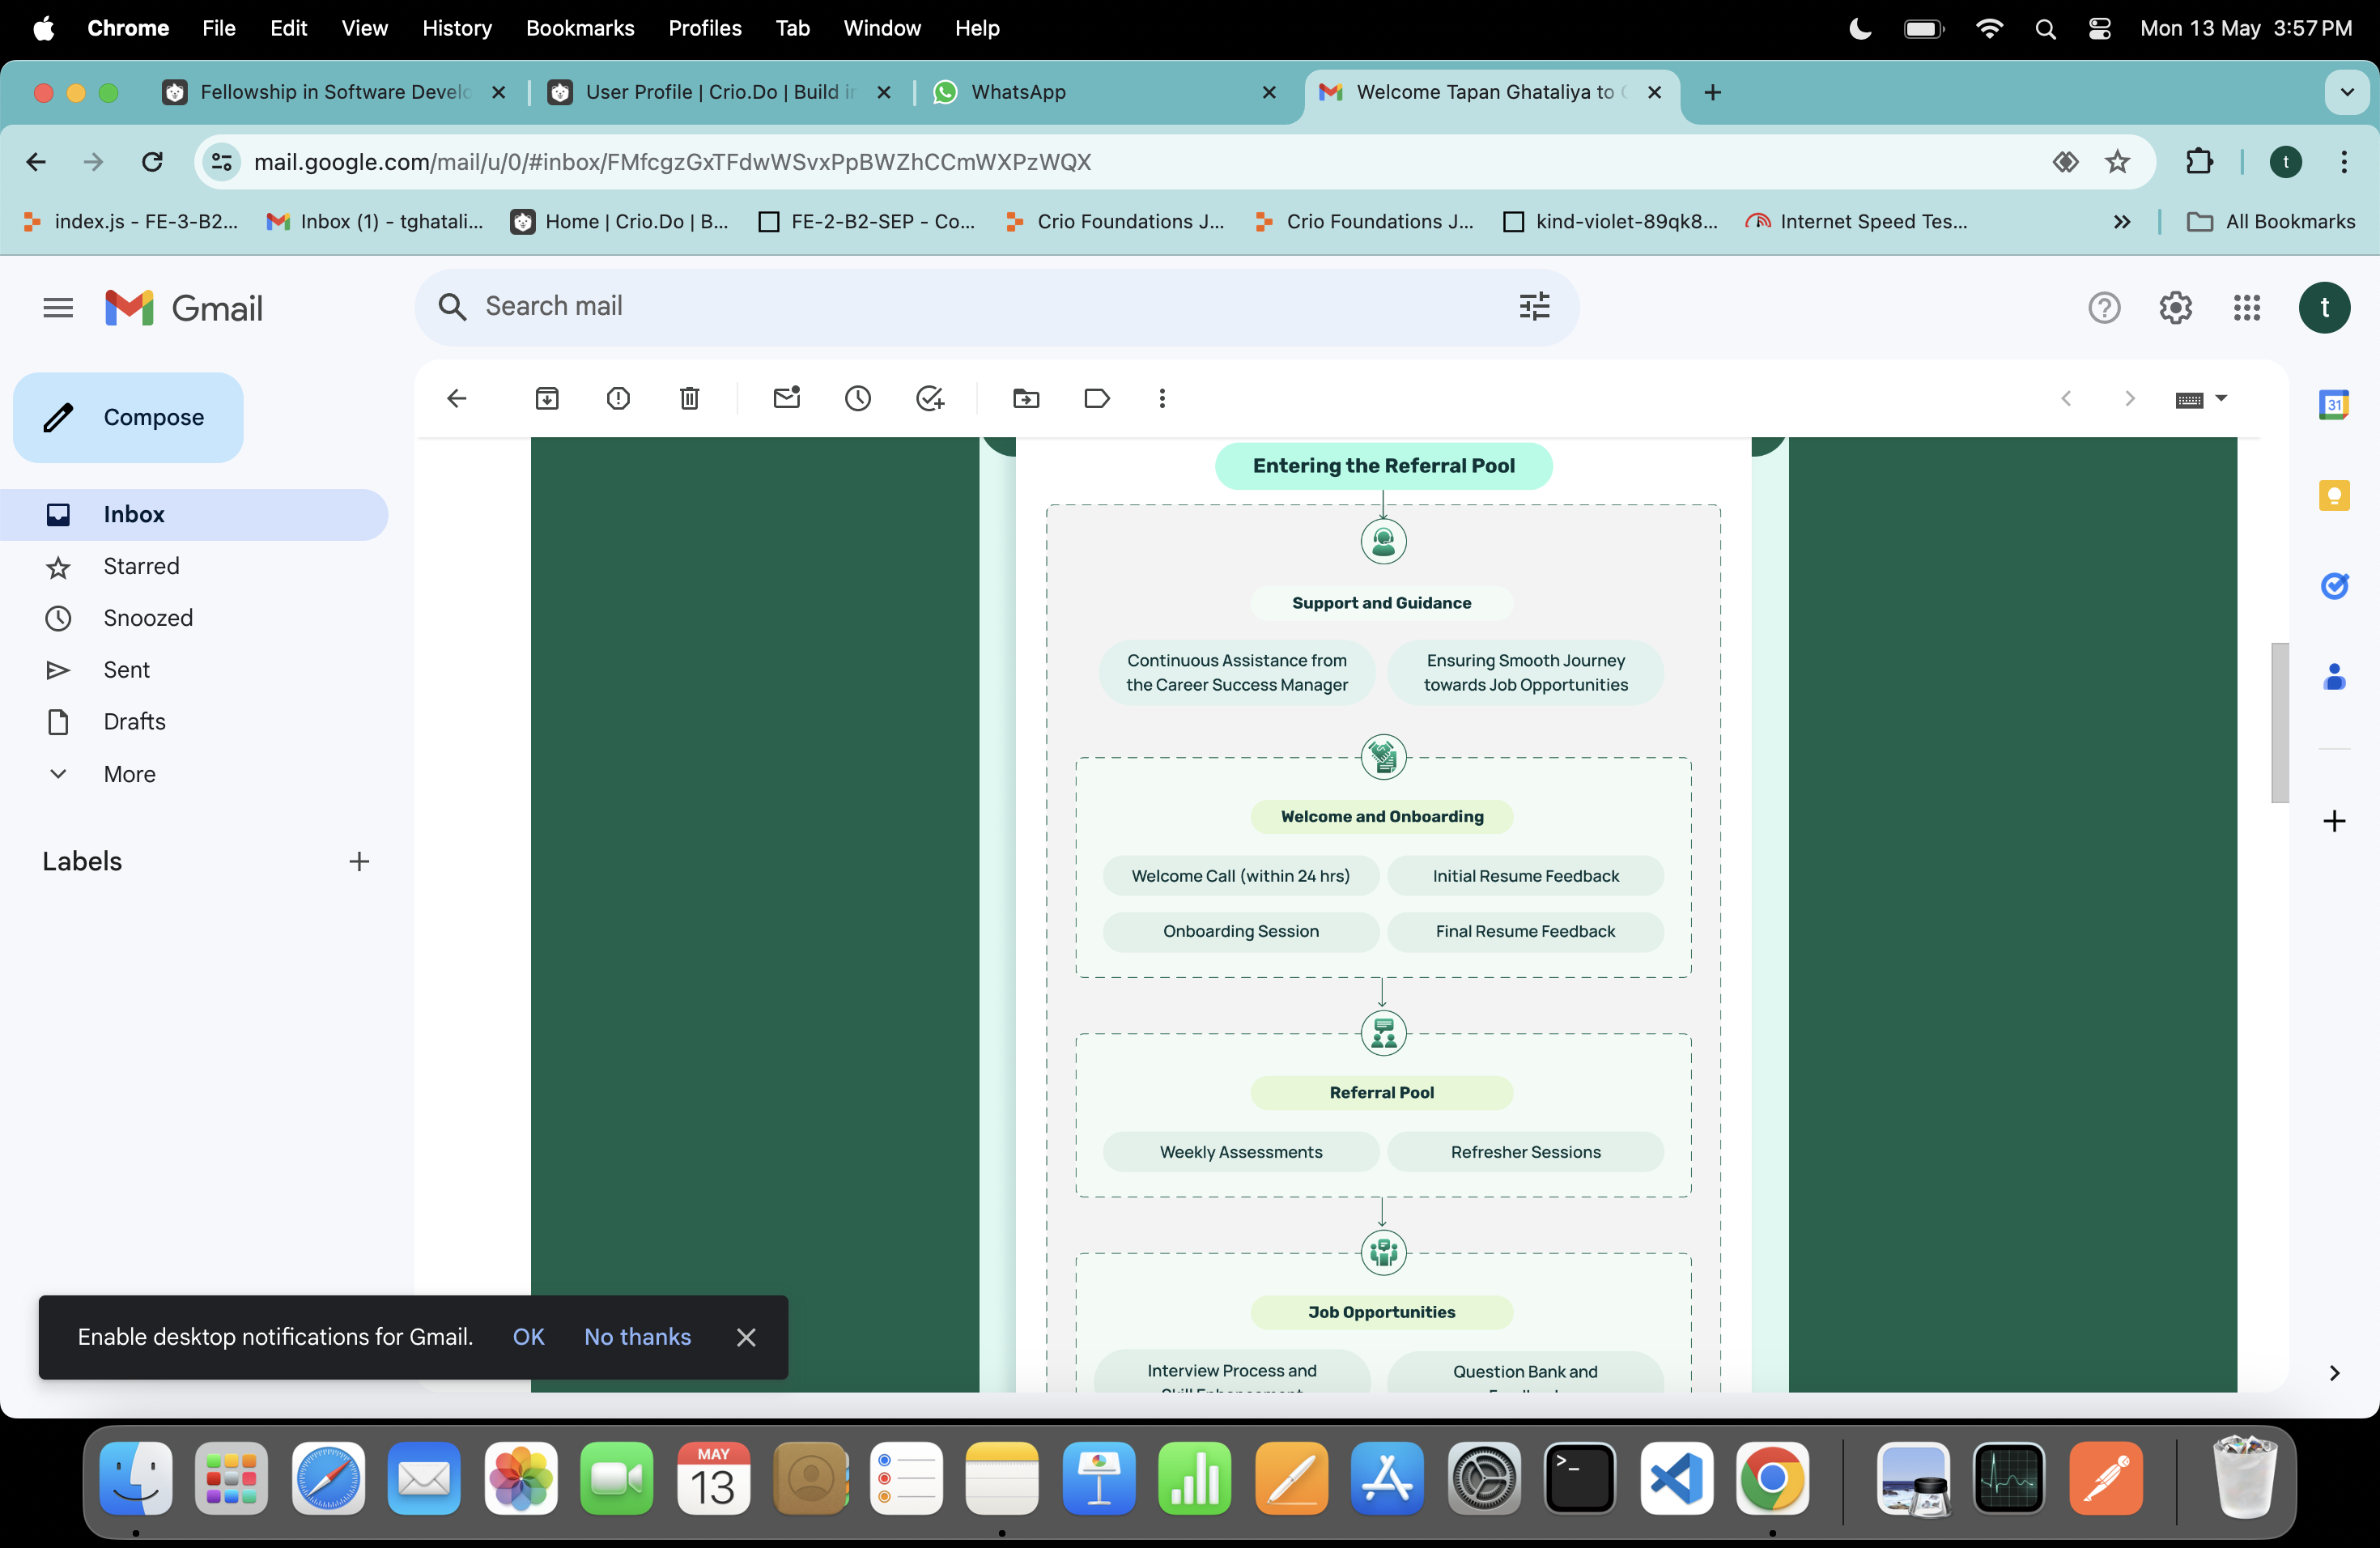 Chrome File Edit View History Bookmarks Profiles Tab Window Help Mon 13 May 3:57 PM
Fellowship in Software Develo
User Profile | Crio.Do | Build in
WhatsApp
Welcome Tapan Ghataliya to
mail.google.com/mail/u/0/#inbox/FMfcgzGxTFdwWSvxPpBWZhCCmWXPzWQX
t
index.js - FE-3-B2...
Inbox (1) - tghatali...
Home | Crio.Do | B...
FE-2-B2-SEP - Co...
Crio Foundations J...
Crio Foundations J...
kind-violet-89qk8...
Internet Speed Tes...
All Bookmarks
Gmail
Search mail
t
Compose
Inbox
Starred
Snoozed
Sent
Drafts
More
Labels
31
Entering the Referral Pool
Support and Guidance
Continuous Assistance from
the Career Success Manager
Ensuring Smooth Journey
towards Job Opportunities
Welcome and Onboarding
Welcome Call (within 24 hrs)
Initial Resume Feedback
Onboarding Session
Final Resume Feedback
Referral Pool
Weekly Assessments
Refresher Sessions
Job Opportunities
Interview Process and
Question Bank and
Enable desktop notifications for Gmail. OK No thanks
MAY
13